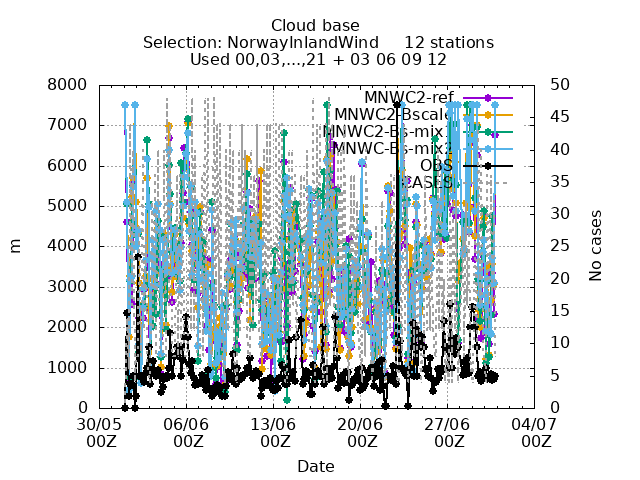 Cloud base
Selection: NorwayInlandWind     12 stations
Used 00,03,...,21 + 03 06 09 12
8000
7000
6000
5000
4000
3000
2000
1000
0
m
50
45
40
35
30
25
20
15
10
5
0
No cases
MNWC2-ref
MNWC2-Bscale
MNWC2-Bs-mix1
MNWC-Bs-mix2
OBS
CASES
30/05 06/06 13/06 20/06 27/06 04/07
00Z 00Z 00Z 00Z 00Z 00Z
Date